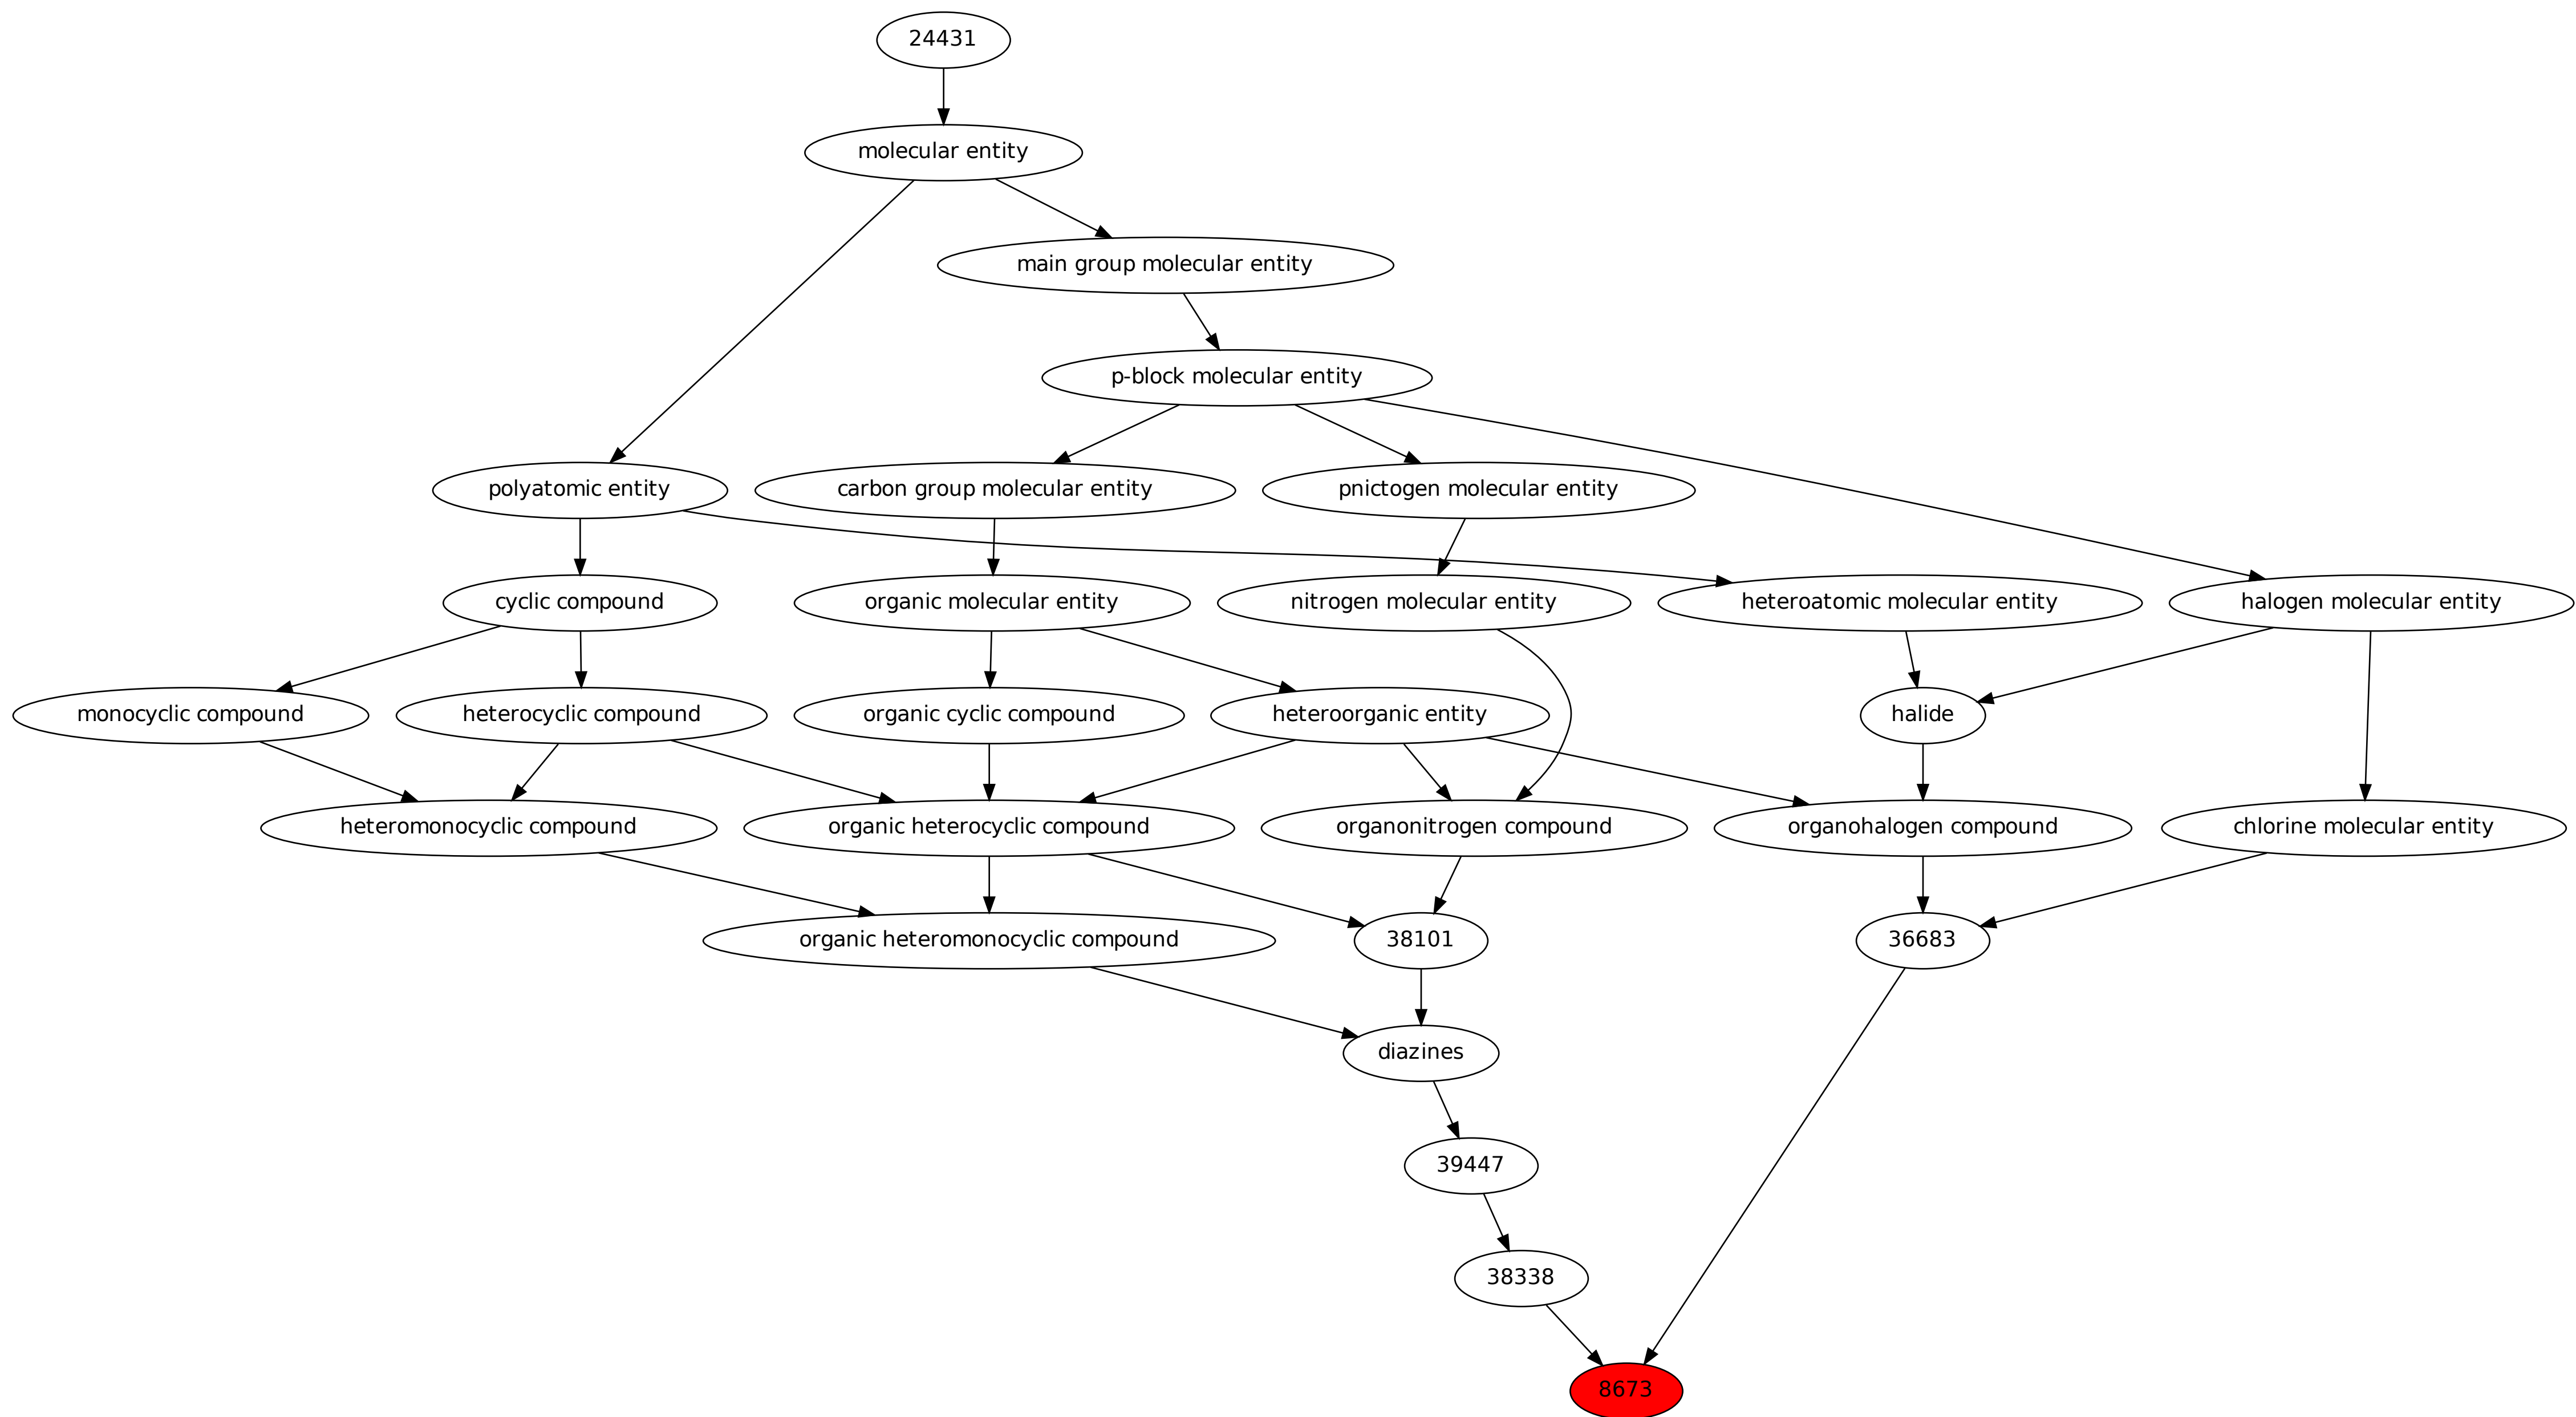 24431
molecular entity
main group molecular entity
p-block molecular entity
polyatomic entity
carbon group molecular entity
pnictogen molecular entity
cyclic compound
organic molecular entity
nitrogen molecular entity
heteroatomic molecular entity
halogen molecular entity
monocyclic compound
heterocyclic compound
organic cyclic compound
heteroorganic entity
halide
heteromonocyclic compound
organic heterocyclic compound
organonitrogen compound
organohalogen compound
chlorine molecular entity
organic heteromonocyclic compound
38101
36683
diazines
39447
38338
8673